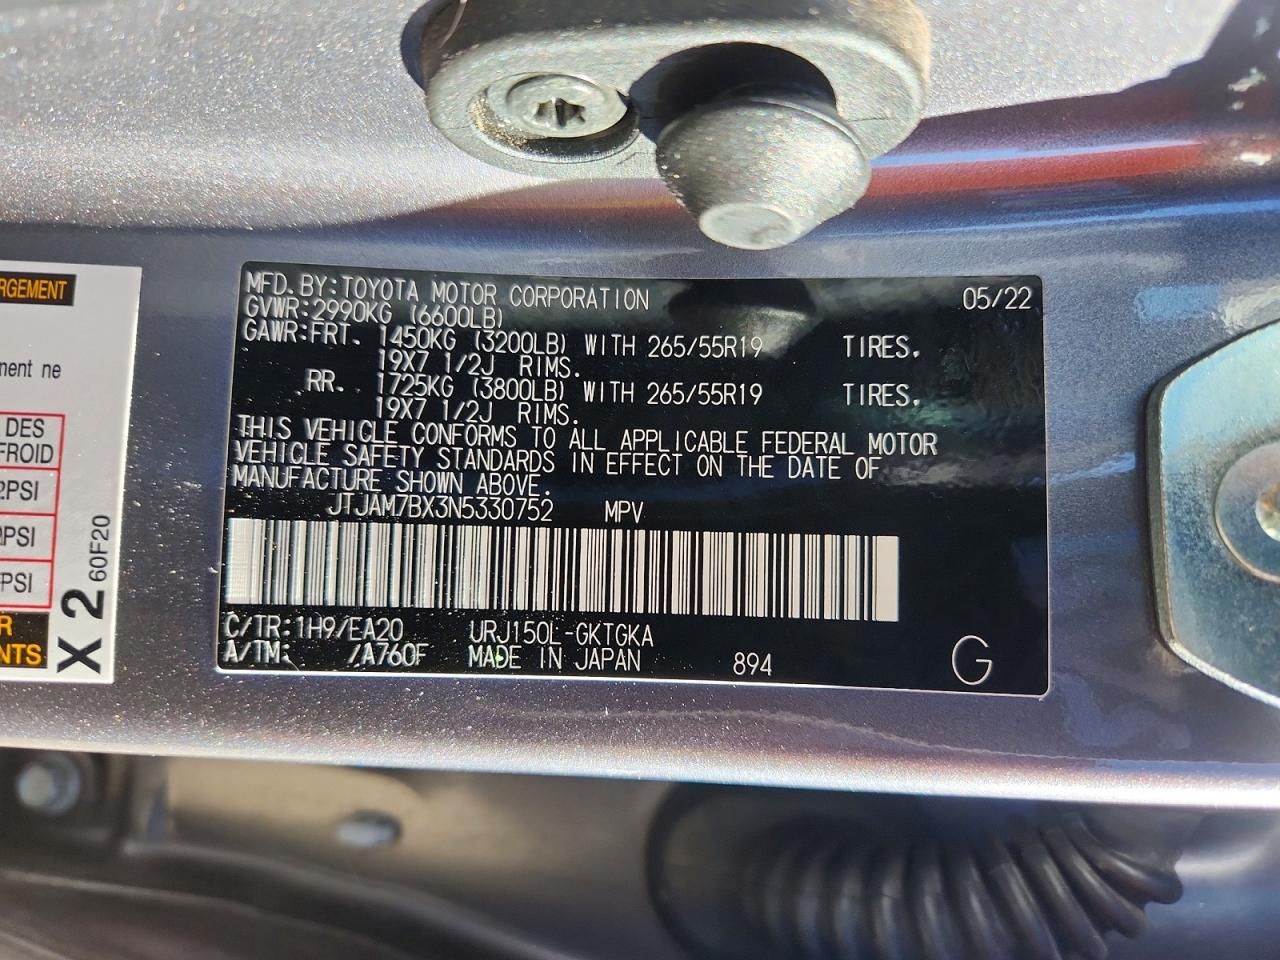 MFD. BY: TOYOTA MOTOR CORPORATION 05/22
GVWR: 2990KG (6600LB)
GAWR: FRT. 1450KG (3200LB) WITH 265/55R19 TIRES.
19X7 1/2J RIMS.
RR. 1725KG (3800LB) WITH 265/55R19 TIRES.
19X7 1/2J RIMS.
THIS VEHICLE CONFORMS TO ALL APPLICABLE FEDERAL MOTOR
VEHICLE SAFETY STANDARDS IN EFFECT ON THE DATE OF
MANUFACTURE SHOWN ABOVE.
JTJAM7BX3N5330752 MPV
C/TR: 1H9/EA20 URJ150L-GKTGKA
A/TM: /A760F MADE IN JAPAN 894
G
ment ne
DES
FROID
PSI
PSI
PSI
X 2 60F20